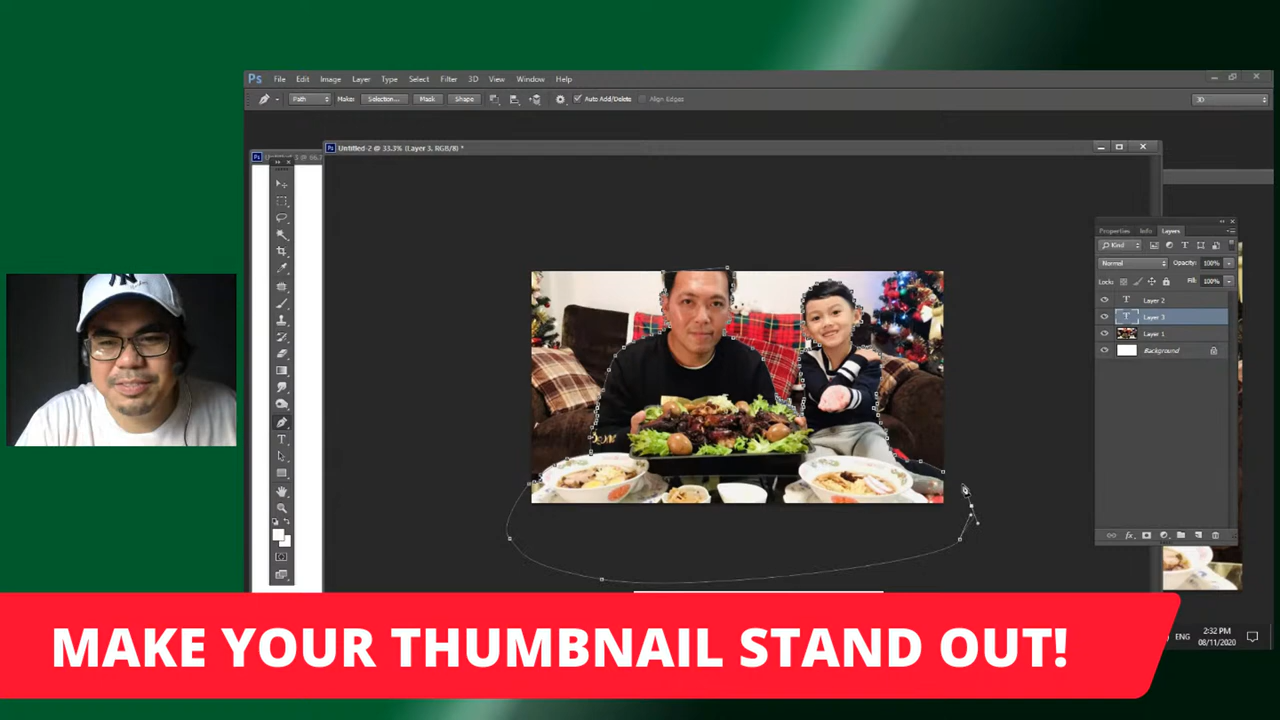 Ps File Edit Image Layer Type Select Filter 3D View Window Help
Path Make: Selection... Mask Shape Auto Add/Delete Align Edges 3D
Untitled-2 @ 33.3% (Layer 3, RGB/8) *
Properties Info Layers
Kind
Normal Opacity: 100%
Locks: Fill: 100%
T Layer 2
T Layer 3
Layer 1
Background
NY
T
ENG 2:32 PM
08/11/2020
MAKE YOUR THUMBNAIL STAND OUT!